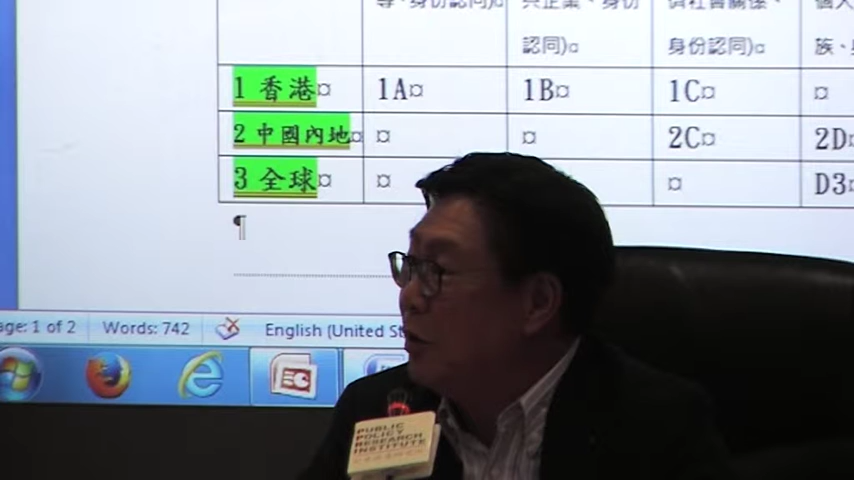 認同)¤
身份認同)¤
族、
1 香港¤ 1A¤ 1B¤ 1C¤ ¤
2 中國內地¤ ¤ ¤ 2C¤ 2D¤
3 全球¤ ¤ ¤ D3¤
¶
age: 1 of 2 Words: 742 English (United St
PUBLIC
POLICY
RESEARCH
INSTITUTE